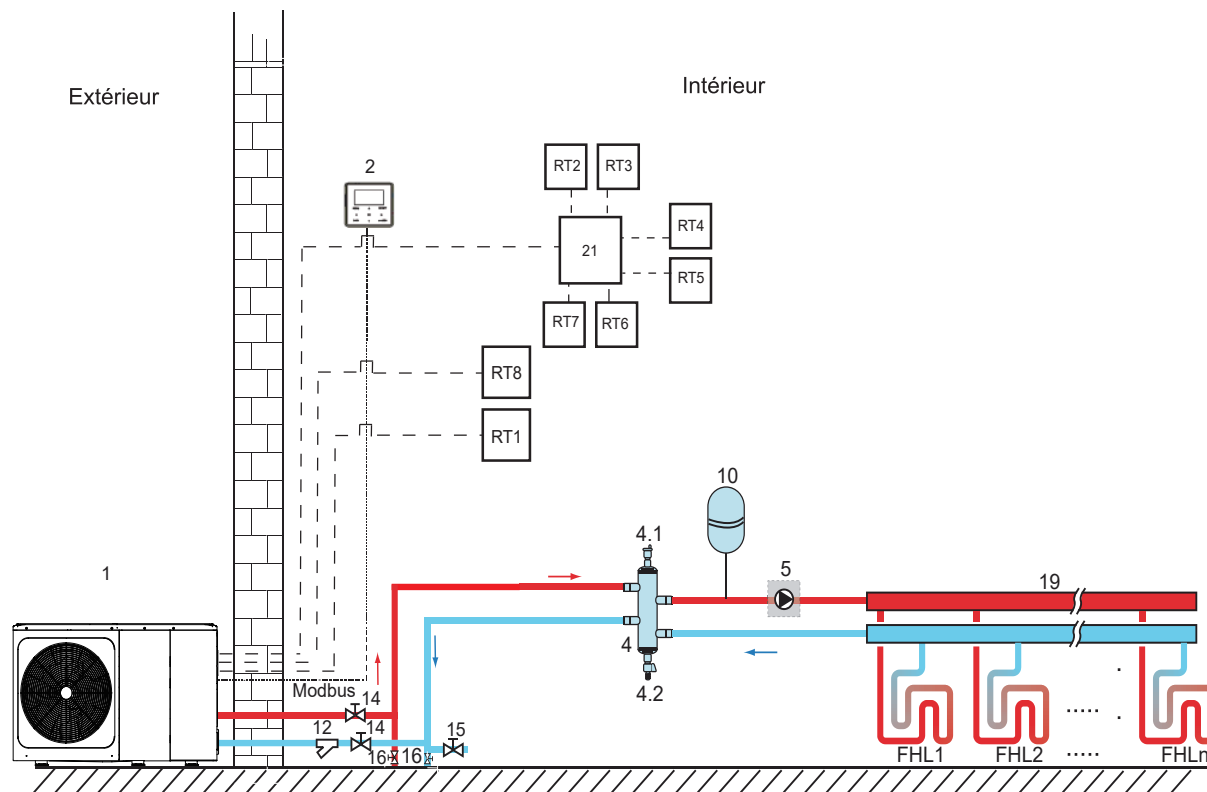 Extérieur
Intérieur
2
RT2
RT3
21
RT4
RT5
RT7
RT6
RT8
RT1
10
4.1
5
19
1
4
4.2
Modbus
14
12
14
15
16
16
FHL1
FHL2
.....
.....
FHLn